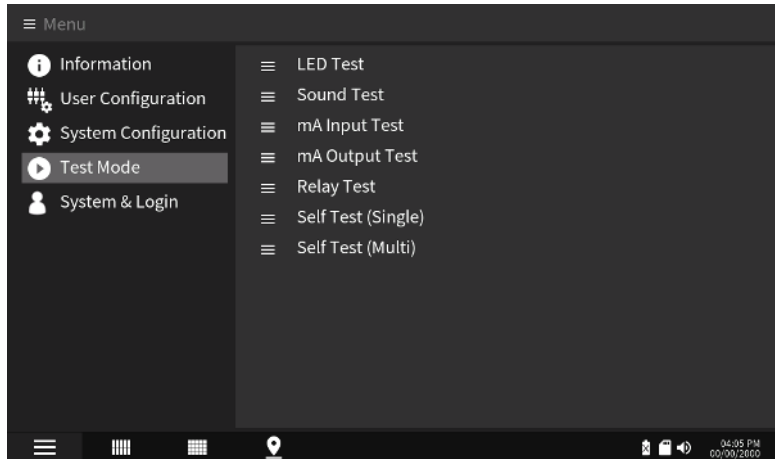 Menu
Information
User Configuration
System Configuration
Test Mode
System & Login
LED Test
Sound Test
mA Input Test
mA Output Test
Relay Test
Self Test (Single)
Self Test (Multi)
04:05 PM
00/00/2000